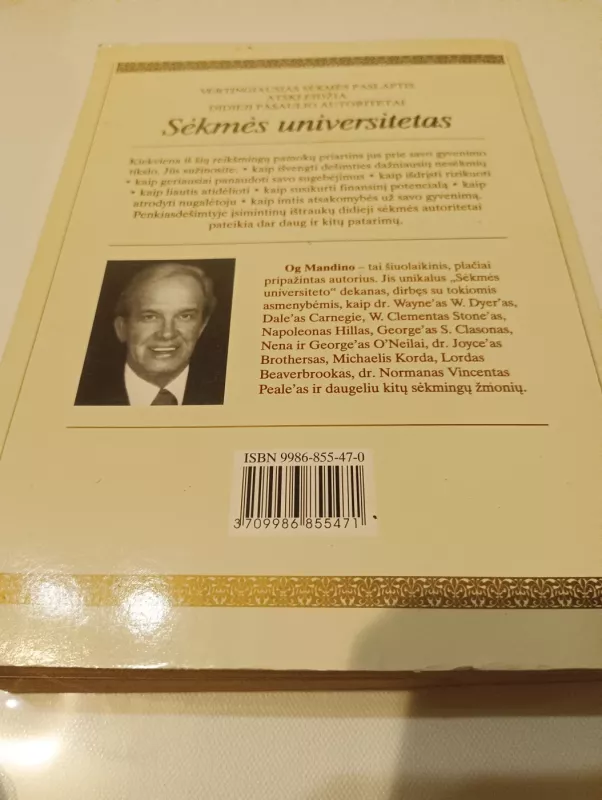 VERTINGIAUSIAS SĖKMĖS PASLAPTIS
ATSKLEIDŽIA
DIDIEJI PASAULIO AUTORITETAI
Sėkmės universitetas
Kiekviena iš šių reikšmingų pamokų priartins jus prie savo gyvenimo
tikslo. Jūs sužinosite: • kaip išvengti dešimties dažniausių nesėkmių
• kaip geriausiai panaudoti savo sugebėjimus • kaip išdrįsti rizikuoti
• kaip liautis atidėlioti • kaip susikurti finansinį potencialą • kaip
atrodyti nugalėtoju • kaip imtis atsakomybės už savo gyvenimą.
Penkiasdešimtyje įsimintinų ištraukų didieji sėkmės autoritetai
pateikia dar daug ir kitų patarimų.
Og Mandino – tai šiuolaikinis, plačiai
pripažintas autorius. Jis unikalus „Sėkmės
universiteto“ dekanas, dirbęs su tokiomis
asmenybėmis, kaip dr. Wayne'as W. Dyer'as,
Dale'as Carnegie, W. Clementas Stone'as,
Napoleonas Hillas, George'as S. Clasonas,
Nena ir George'as O'Neilai, dr. Joyce'as
Brothersas, Michaelis Korda, Lordas
Beaverbrookas, dr. Normanas Vincentas
Peale'as ir daugeliu kitų sėkmingų žmonių.
ISBN 9986-855-47-0
3709986855471